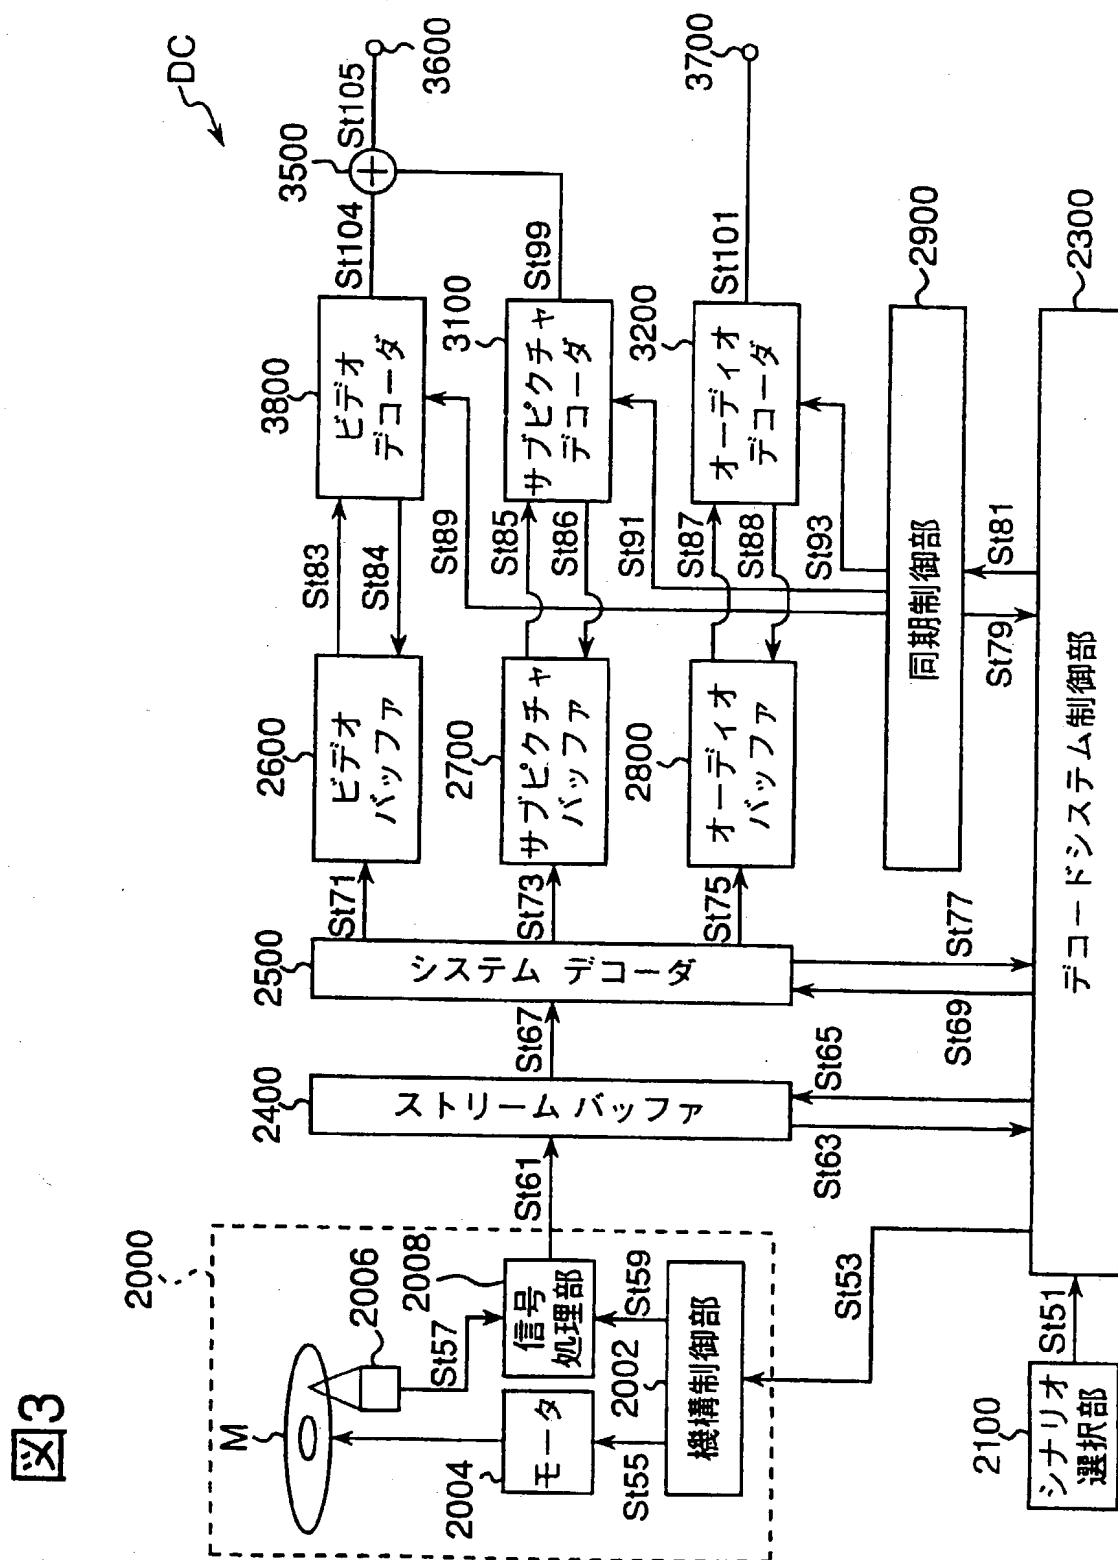 図3
DC
2000
M
2006
2008
信号
処理部
St57
St59
2004
モータ
St55
2002
機構制御部
St53
2100
シナリオ
選択部
St51
St61
2400
ストリーム バッファ
St63
St65
St67
2500
システム デコーダ
St69
St77
St71
St73
St75
2600
ビデオ
バッファ
2700
サブピクチャ
バッファ
2800
オーディオ
バッファ
St83
St84
St89
St85
St86
St91
St87
St88
St93
3800
ビデオ
デコーダ
3100
サブピクチャ
デコーダ
3200
オーディオ
デコーダ
St104
3500
St105
3600
St99
St101
3700
2900
同期制御部
St79
St81
2300
デコードシステム制御部